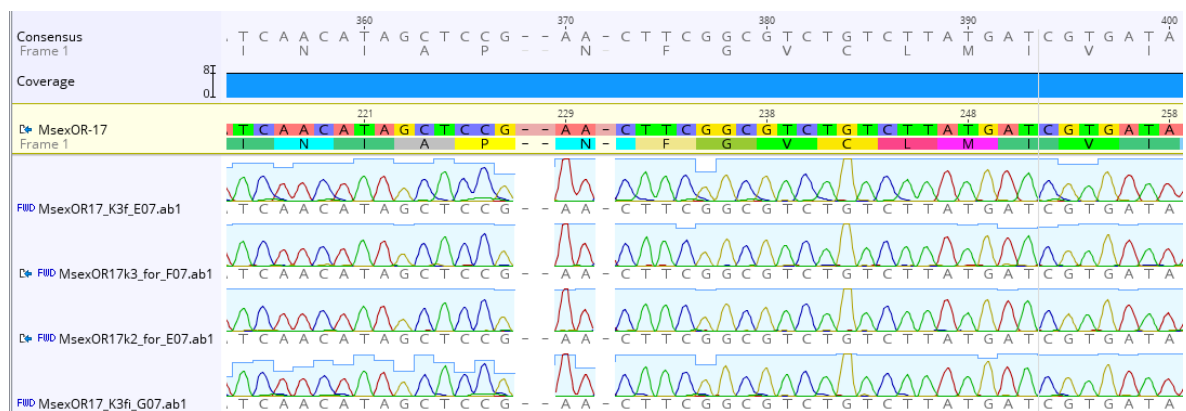 360 370 380 390 400
Consensus . T C A A C A T A G C T C C G - - A A - C T T C G G C G T C T G T C T T A T G A T C G T G A T A
Frame 1 I N I A P - - N - F G V C L M I V I
Coverage 8 0
221 229 238 248 258
MsexOR-17 T C A A C A T A G C T C C G - - A A - C T T C G G C G T C T G T C T T A T G A T C G T G A T A
Frame 1 I N I A P - - N - F G V C L M I V I
FWD MsexOR17_K3f_E07.ab1 . T C A A C A T A G C T C C G - - A A - C T T C G G C G T C T G T C T T A T G A T C G T G A T A
FWD MsexOR17k3_for_F07.ab1 . T C A A C A T A G C T C C G - - A A - C T T C G G C G T C T G T C T T A T G A T C G T G A T A
FWD MsexOR17k2_for_E07.ab1 . T C A A C A T A G C T C C G - - A A - C T T C G G C G T C T G T C T T A T G A T C G T G A T A
FWD MsexOR17_K3fi_G07.ab1 . T C A A C A T A G C T C C G - - A A - C T T C G G C G T C T G T C T T A T G A T C G T G A T A